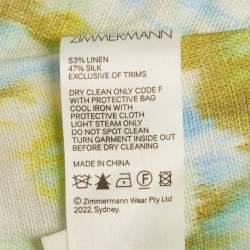 ZIMMERMANN
53% LINEN
47% SILK
EXCLUSIVE OF TRIMS
DRY CLEAN ONLY CODE F
WITH PROTECTIVE BAG
COOL IRON WITH
PROTECTIVE CLOTH
LIGHT STEAM ONLY
DO NOT SPOT CLEAN
TURN GARMENT INSIDE OUT
BEFORE DRY CLEANING
MADE IN CHINA
© Zimmermann Wear Pty Ltd
2022, Sydney.